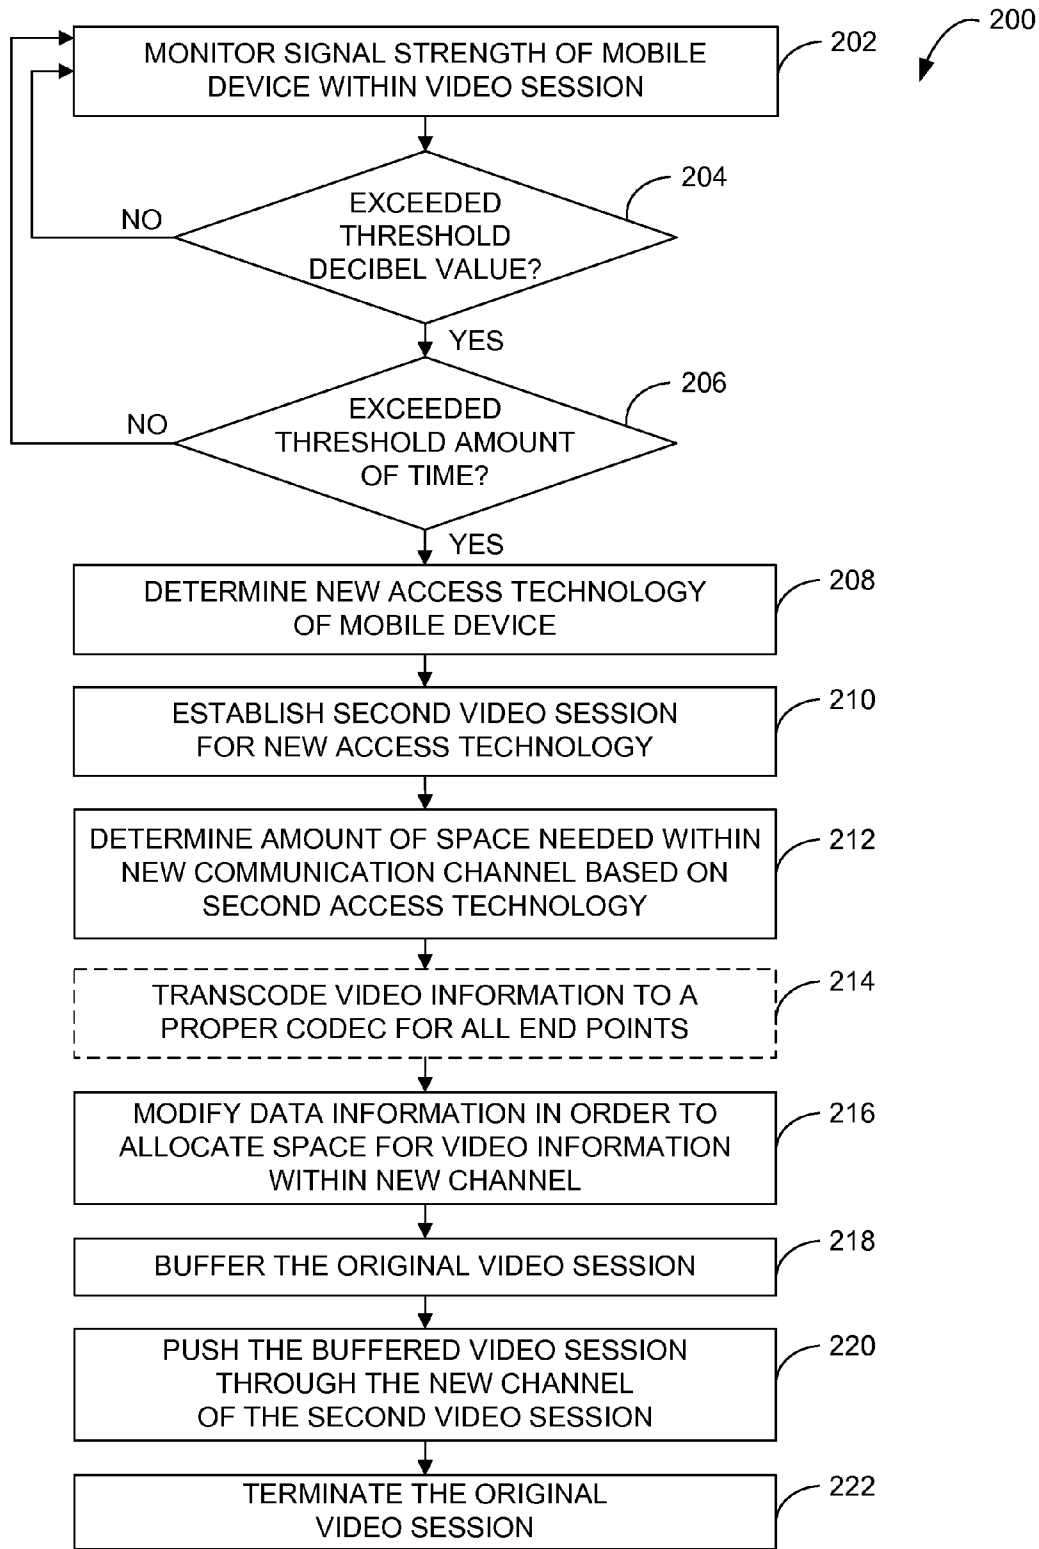 200
MONITOR SIGNAL STRENGTH OF MOBILE
DEVICE WITHIN VIDEO SESSION
202
EXCEEDED
THRESHOLD
DECIBEL VALUE?
204
NO
YES
EXCEEDED
THRESHOLD AMOUNT
OF TIME?
206
NO
YES
DETERMINE NEW ACCESS TECHNOLOGY
OF MOBILE DEVICE
208
ESTABLISH SECOND VIDEO SESSION
FOR NEW ACCESS TECHNOLOGY
210
DETERMINE AMOUNT OF SPACE NEEDED WITHIN
NEW COMMUNICATION CHANNEL BASED ON
SECOND ACCESS TECHNOLOGY
212
TRANSCODE VIDEO INFORMATION TO A
PROPER CODEC FOR ALL END POINTS
214
MODIFY DATA INFORMATION IN ORDER TO
ALLOCATE SPACE FOR VIDEO INFORMATION
WITHIN NEW CHANNEL
216
BUFFER THE ORIGINAL VIDEO SESSION
218
PUSH THE BUFFERED VIDEO SESSION
THROUGH THE NEW CHANNEL
OF THE SECOND VIDEO SESSION
220
TERMINATE THE ORIGINAL
VIDEO SESSION
222